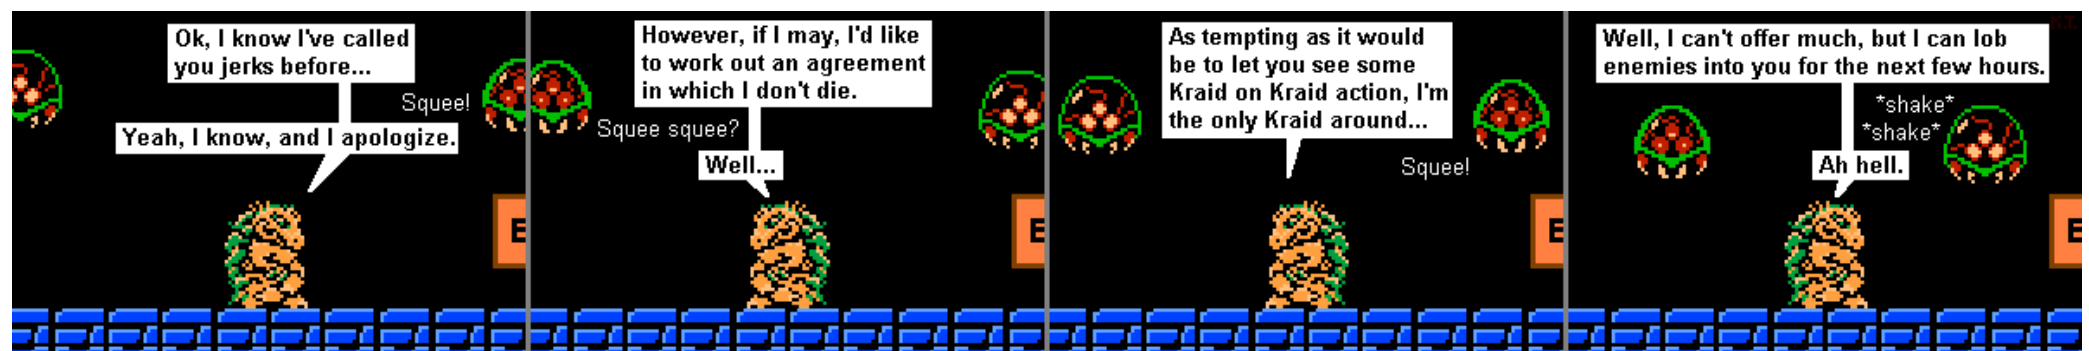 Ok, I know I've called
you jerks before...
Squee!
Yeah, I know, and I apologize.
E
However, if I may, I'd like
to work out an agreement
in which I don't die.
Squee squee?
Well...
E
As tempting as it would
be to let you see some
Kraid on Kraid action, I'm
the only Kraid around...
Squee!
E
Well, I can't offer much, but I can lob
enemies into you for the next few hours.
*shake*
*shake*
Ah hell.
E